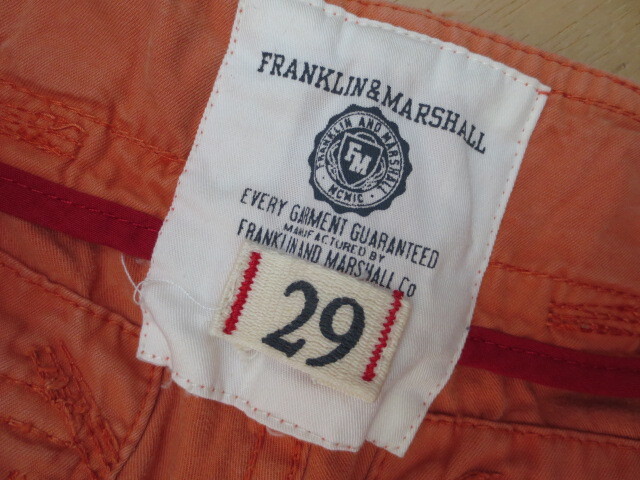 FRANKLIN&MARSHALL
FRANKLIN AND MARSHALL
FM
MCMIC
EVERY GARMENT GUARANTEED
MANUFACTURED BY
FRANKLIN AND MARSHALL Co
29